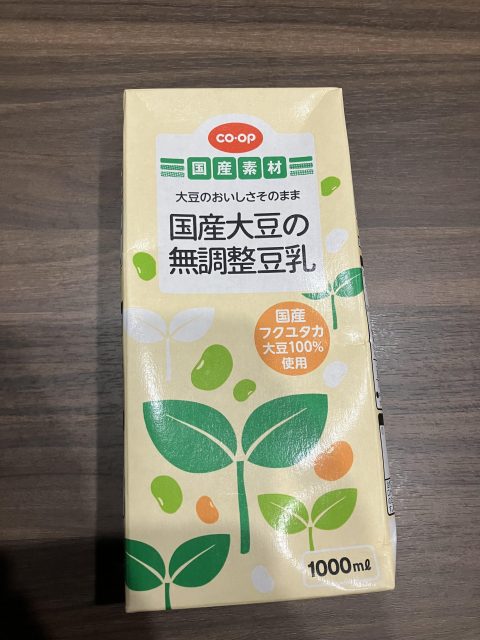 CO·OP
国産素材
大豆のおいしさそのまま
国産大豆の
無調整豆乳
国産
フクユタカ
大豆100%
使用
1000mℓ